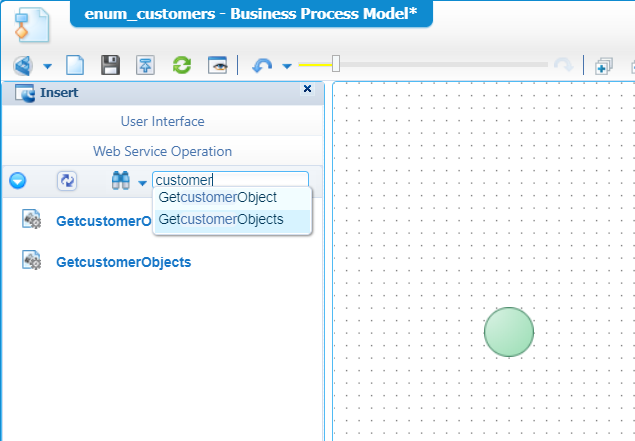 enum_customers - Business Process Model*
Insert
User Interface
Web Service Operation
customer
GetcustomerObject
GetcustomerO
GetcustomerObjects
GetcustomerObjects